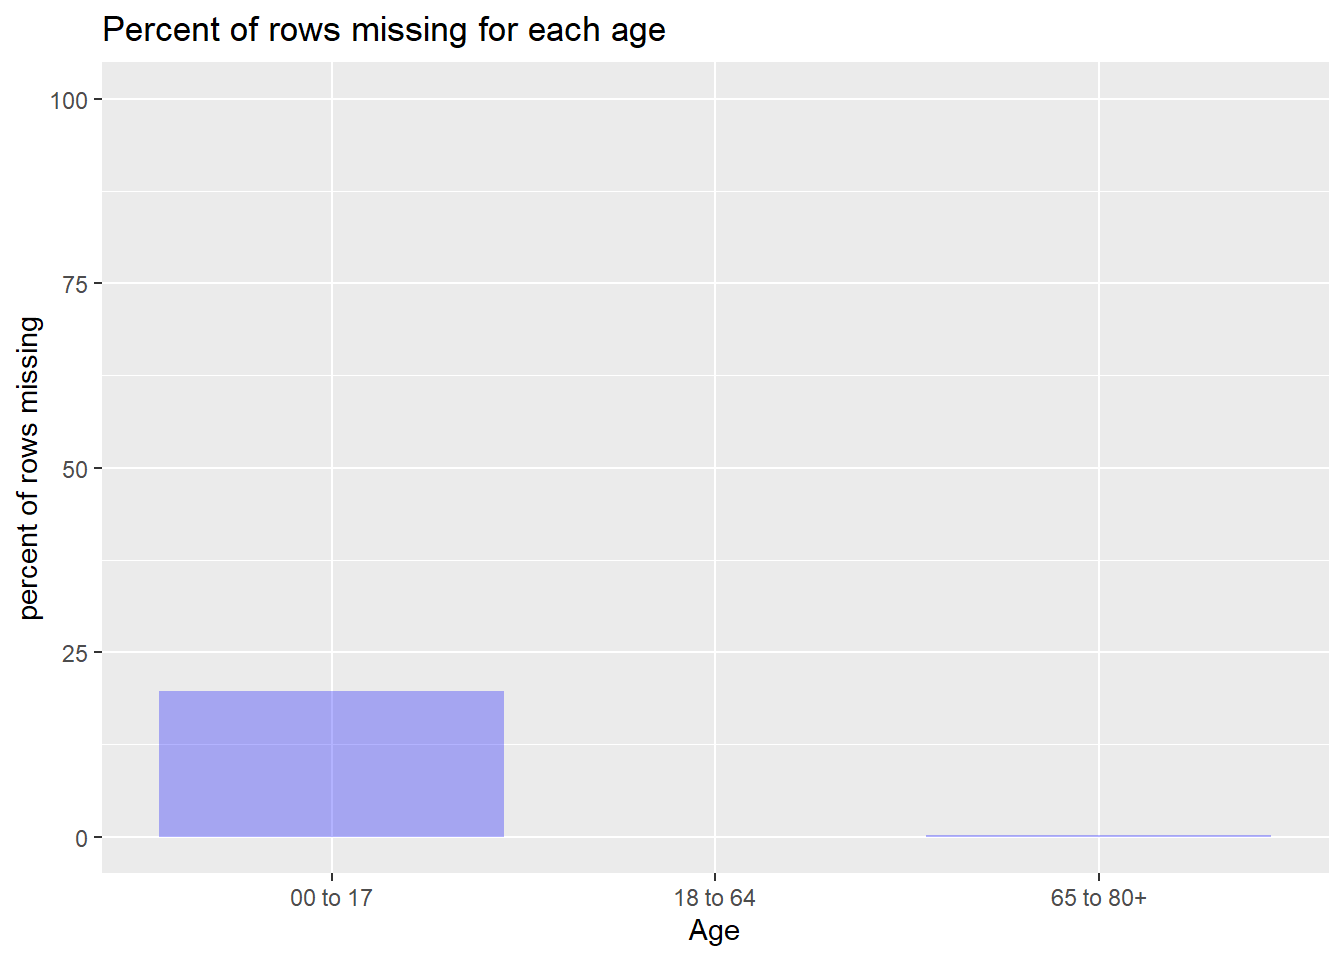 Percent of rows missing for each age
percent of rows missing
100
75
50
25
0
00 to 17
18 to 64
65 to 80+
Age